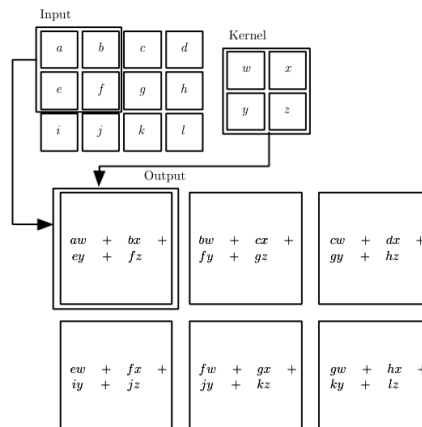 Input
Kernel
a b c d
w x
e f g h
y z
i j k l
Output
aw + bx +
ey + fz
bw + cx +
fy + gz
cw + dx +
gy + hz
ew + fx +
iy + jz
fw + gx +
jy + kz
gw + hx +
ky + lz